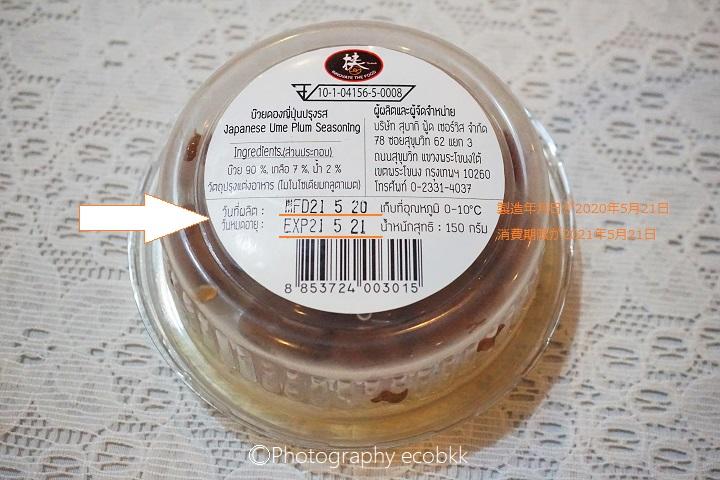 挟
INNOVATE THE FOOD
10-1-04156-5-0008
บ๊วยดองญี่ปุ่นปรุงรส
Japanese Ume Plum Seasoning
Ingredients.(ส่วนประกอบ)
บ๊วย 90 %, เกลือ 7 %, น้ำ 2 %
วัตถุปรุงแต่งอาหาร (โมโนโซเดียมกลูตาเมต)
ผู้ผลิตและผู้จัดจำหน่าย
บริษัท สุบากิ ฟู้ด เซอร์วิส จำกัด
78 ซอยสุขุมวิท 62 แยก 3
ถนนสุขุมวิท แขวงพระโขนงใต้
เขตพระโขนง กรุงเทพฯ 10260
โทรศัพท์ 0-2331-4037
วันที่ผลิต : MFD21 5 20
วันหมดอายุ : EXP21 5 21
เก็บที่อุณหภูมิ 0-10°C
น้ำหนักสุทธิ : 150 กรัม
製造年月日が2020年5月21日
消費期限が2021年5月21日
8 853724 003015
©Photography ecobkk